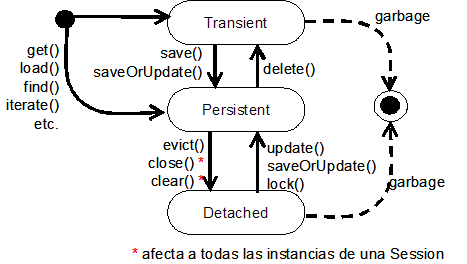 Transient
garbage
get()
load()
find()
iterate()
etc.
save()
saveOrUpdate()
delete()
Persistent
evict()
close() *
clear() *
update()
saveOrUpdate()
lock()
garbage
Detached
* afecta a todas las instancias de una Session